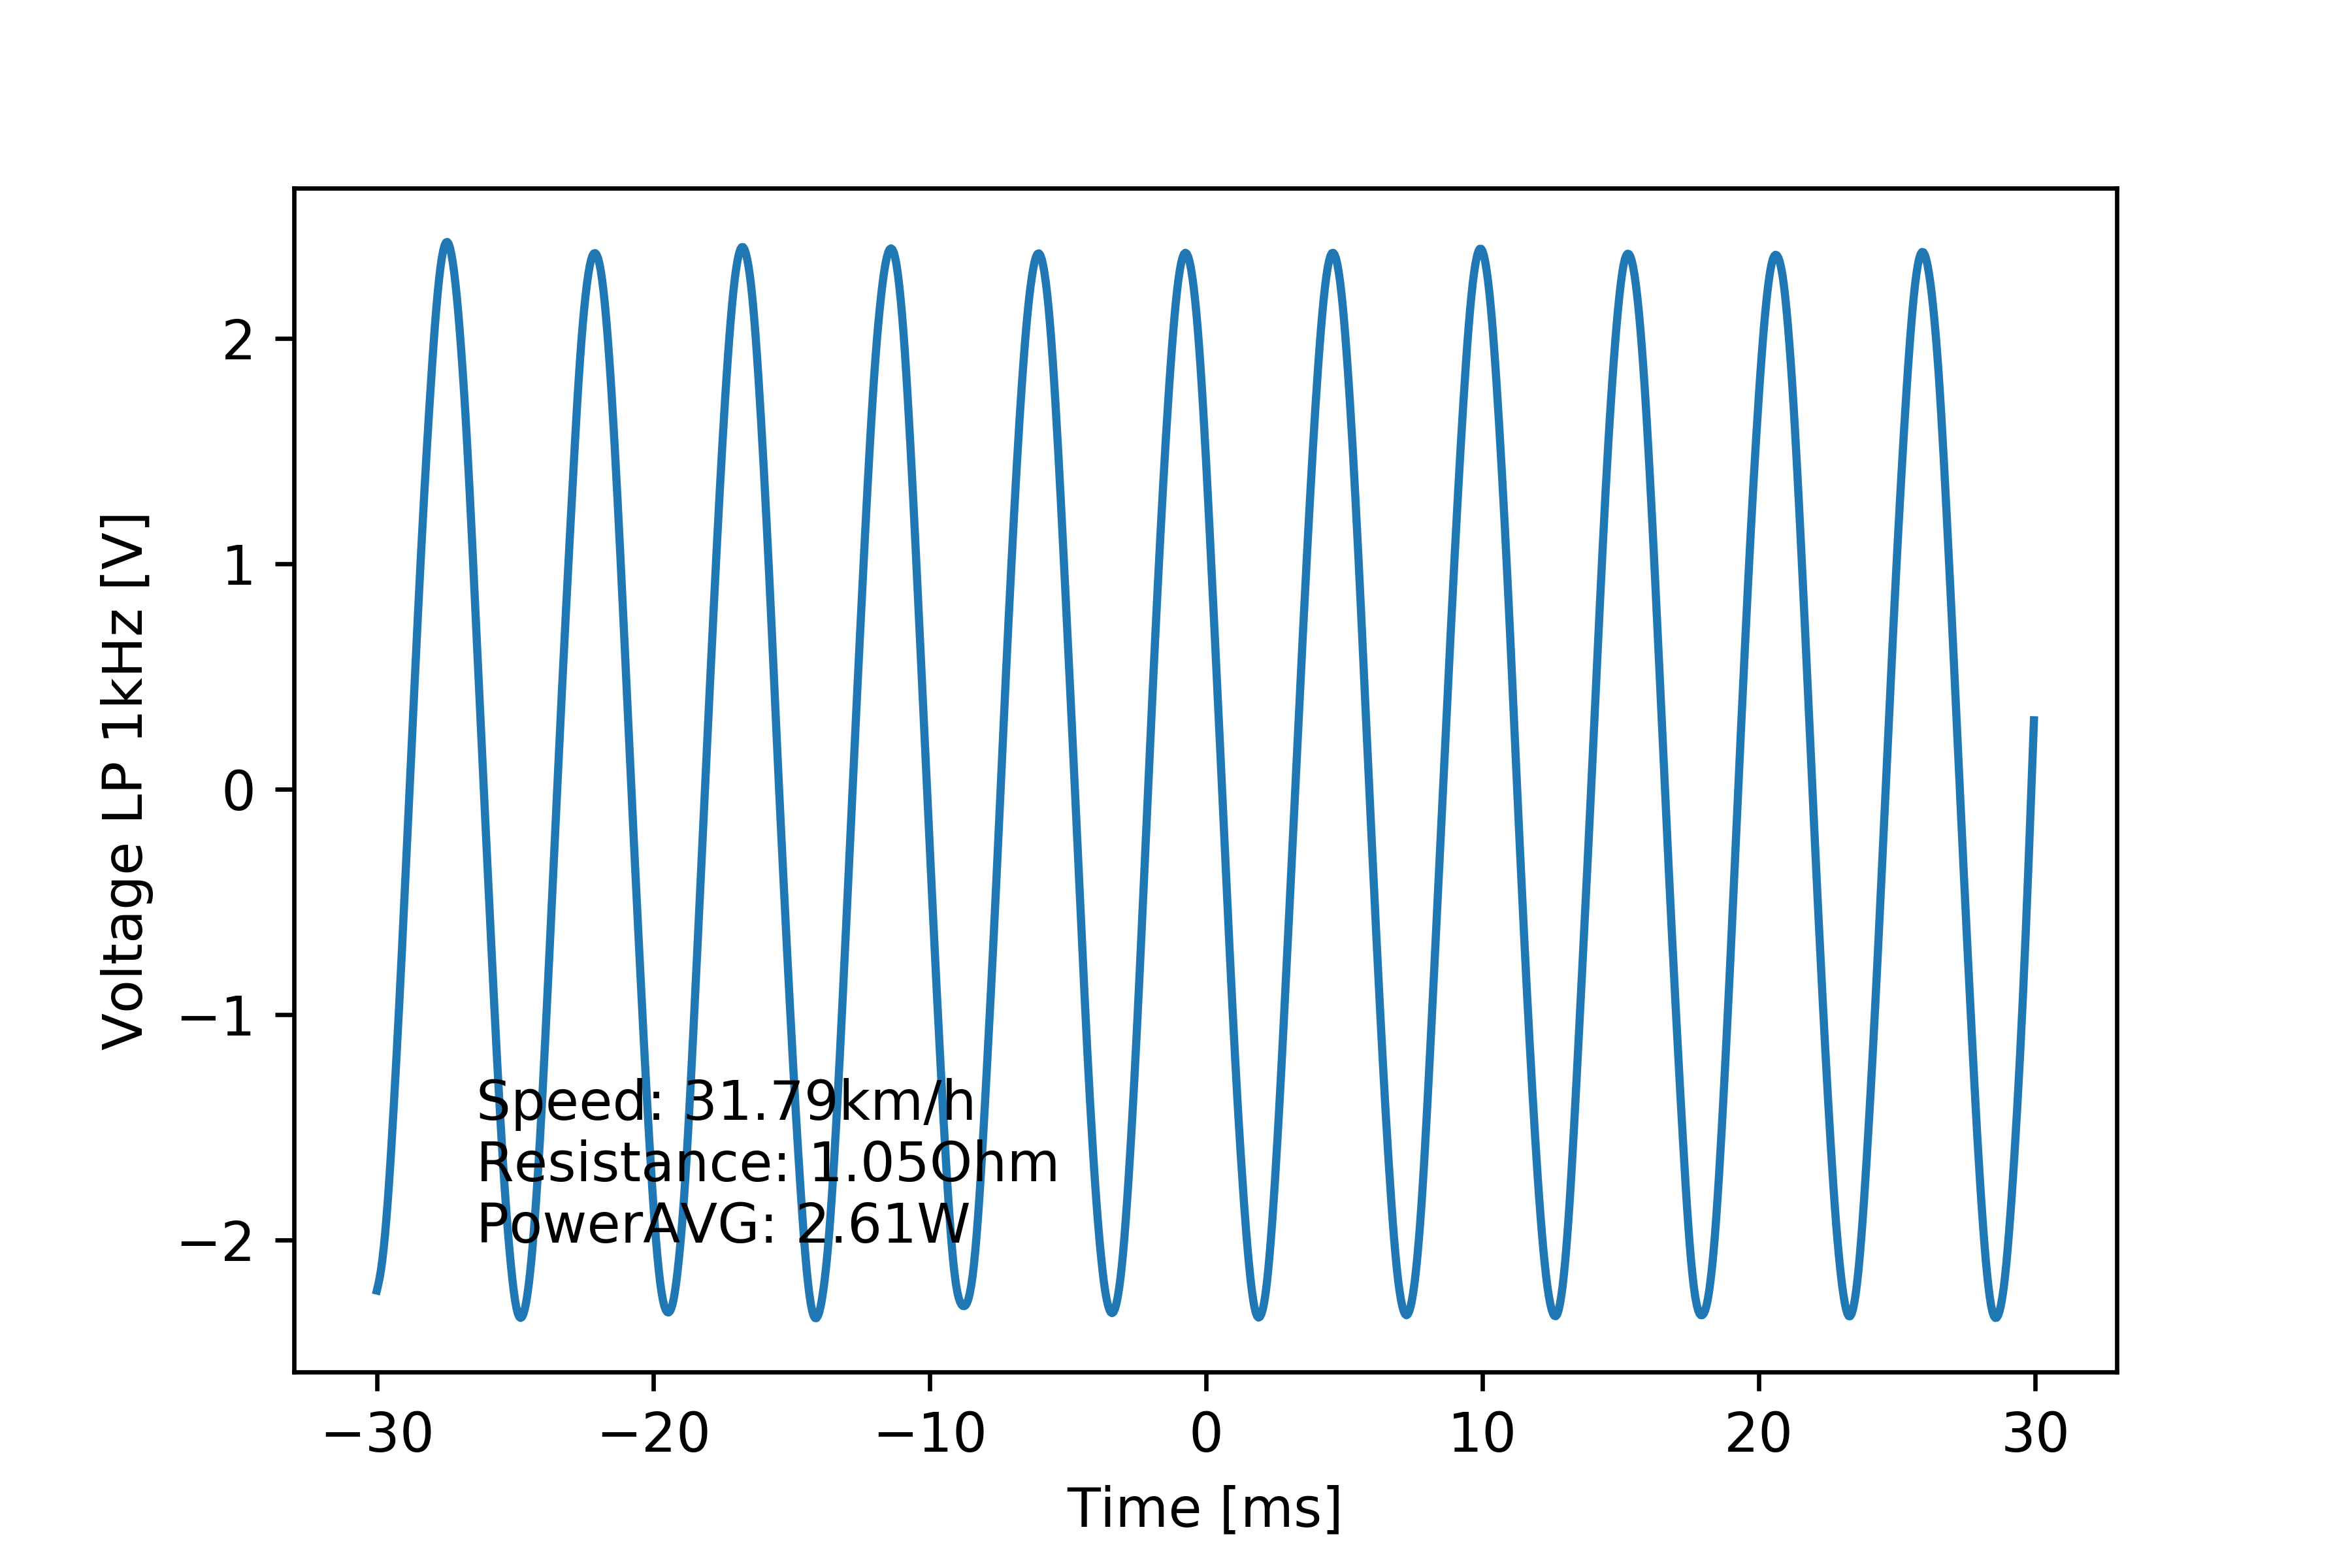 Voltage LP 1kHz [V]
2
1
0
−1
−2
Speed: 31.79km/h
Resistance: 1.05Ohm
PowerAVG: 2.61W
−30 −20 −10 0 10 20 30
Time [ms]